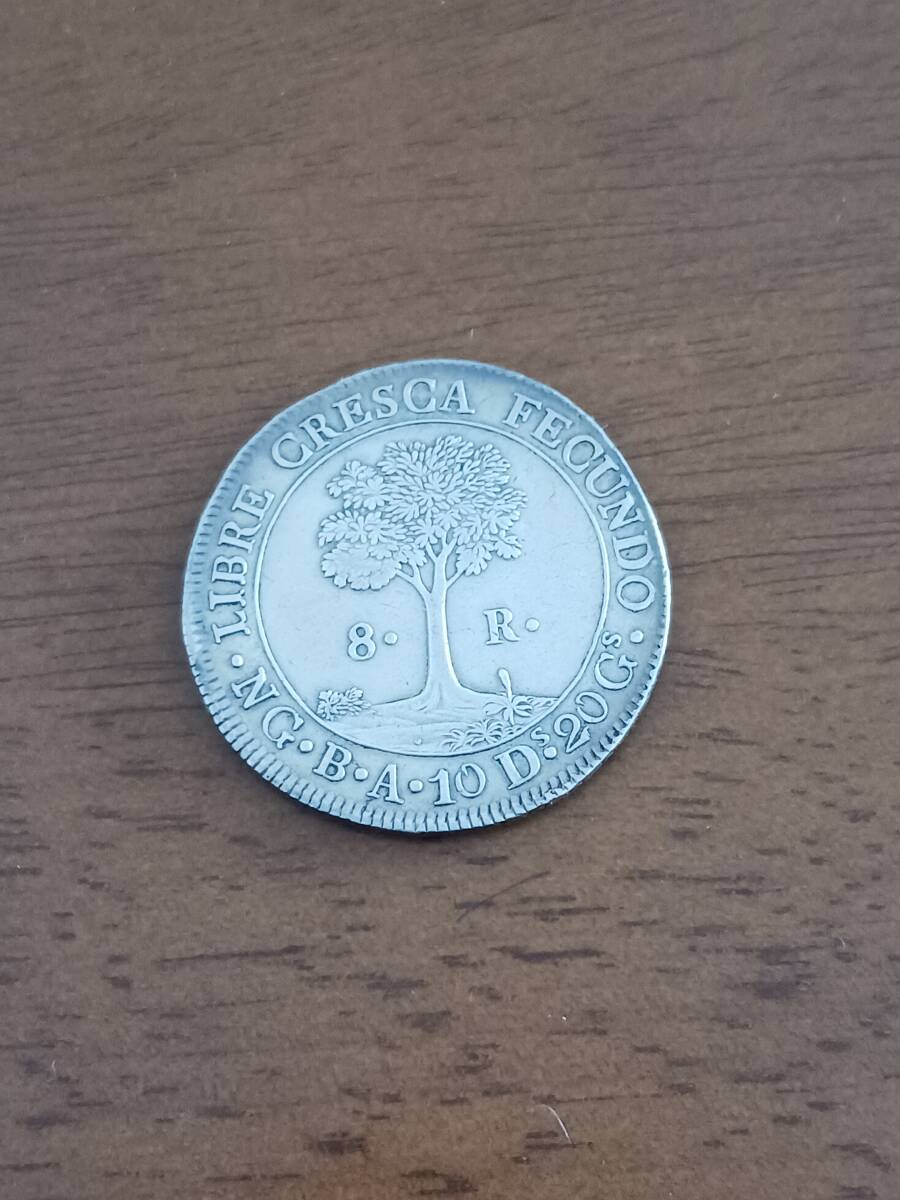 · LIBRE CRESCA FECUNDO ·
NG · B · A · 10 Dˢ · 20 Gˢ ·
8 · R ·